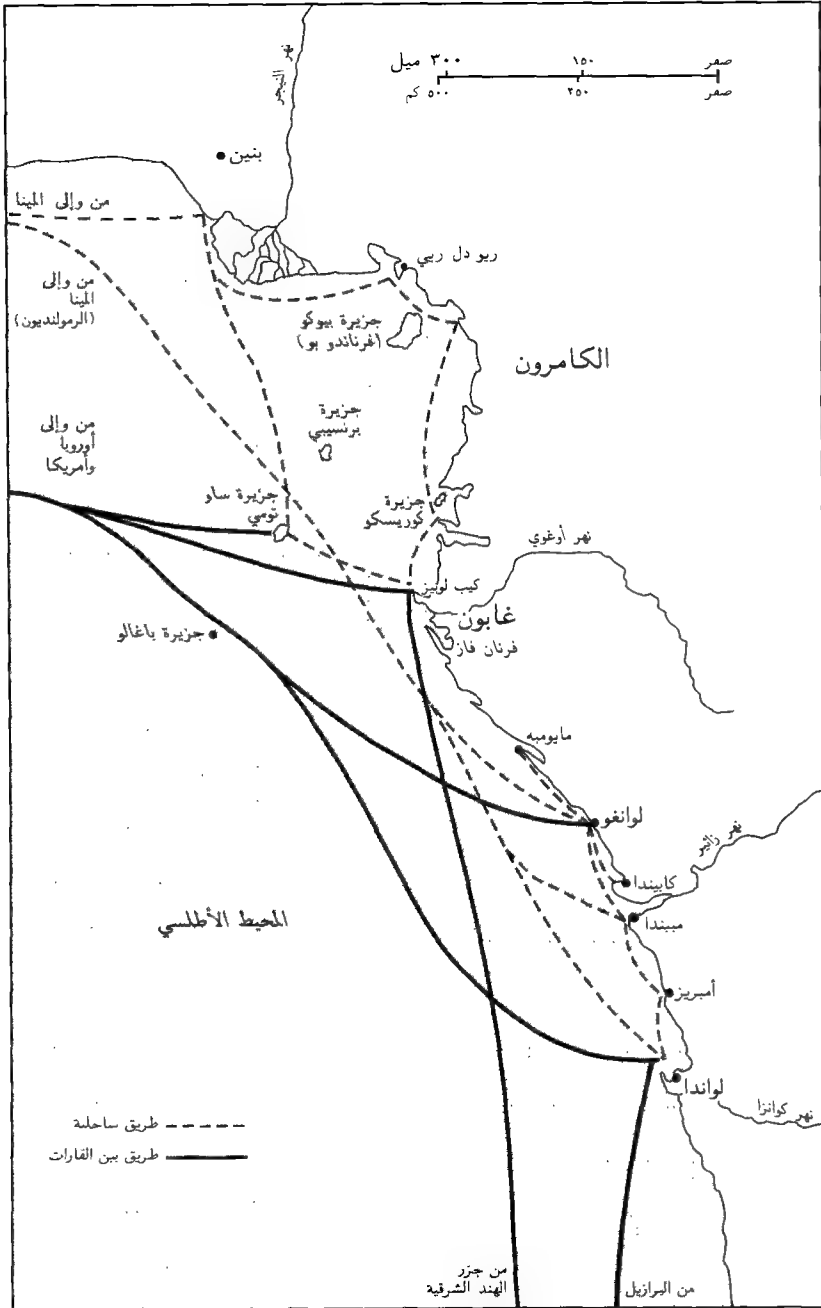 نهر النيجر
٣٠٠ ميل ١٥٠ صفر
٥٠٠ كم ٢٥٠ صفر
بنين
من وإلى المينا
ريو دل ريي
من وإلى
المينا
(الرمولنديون)
جزيرة بيوكو
(فرناندو بو)
الكامرون
جزيرة
برنسيبي
من وإلى
أوروبا
وأمريكا
جزيرة ساو
تومي
جزيرة
كوريسكو
نهر أوغوي
كيب لوبيز
غابون
فرنان فاز
جزيرة باغالو
مايومبه
لوانغو
نهر زائير
كابيندا
مبيندا
المحيط الأطلسي
أمبريز
لواندا
نهر كوانزا
طريق ساحلية
طريق بين القارات
من جزر
الهند الشرقية
من البرازيل